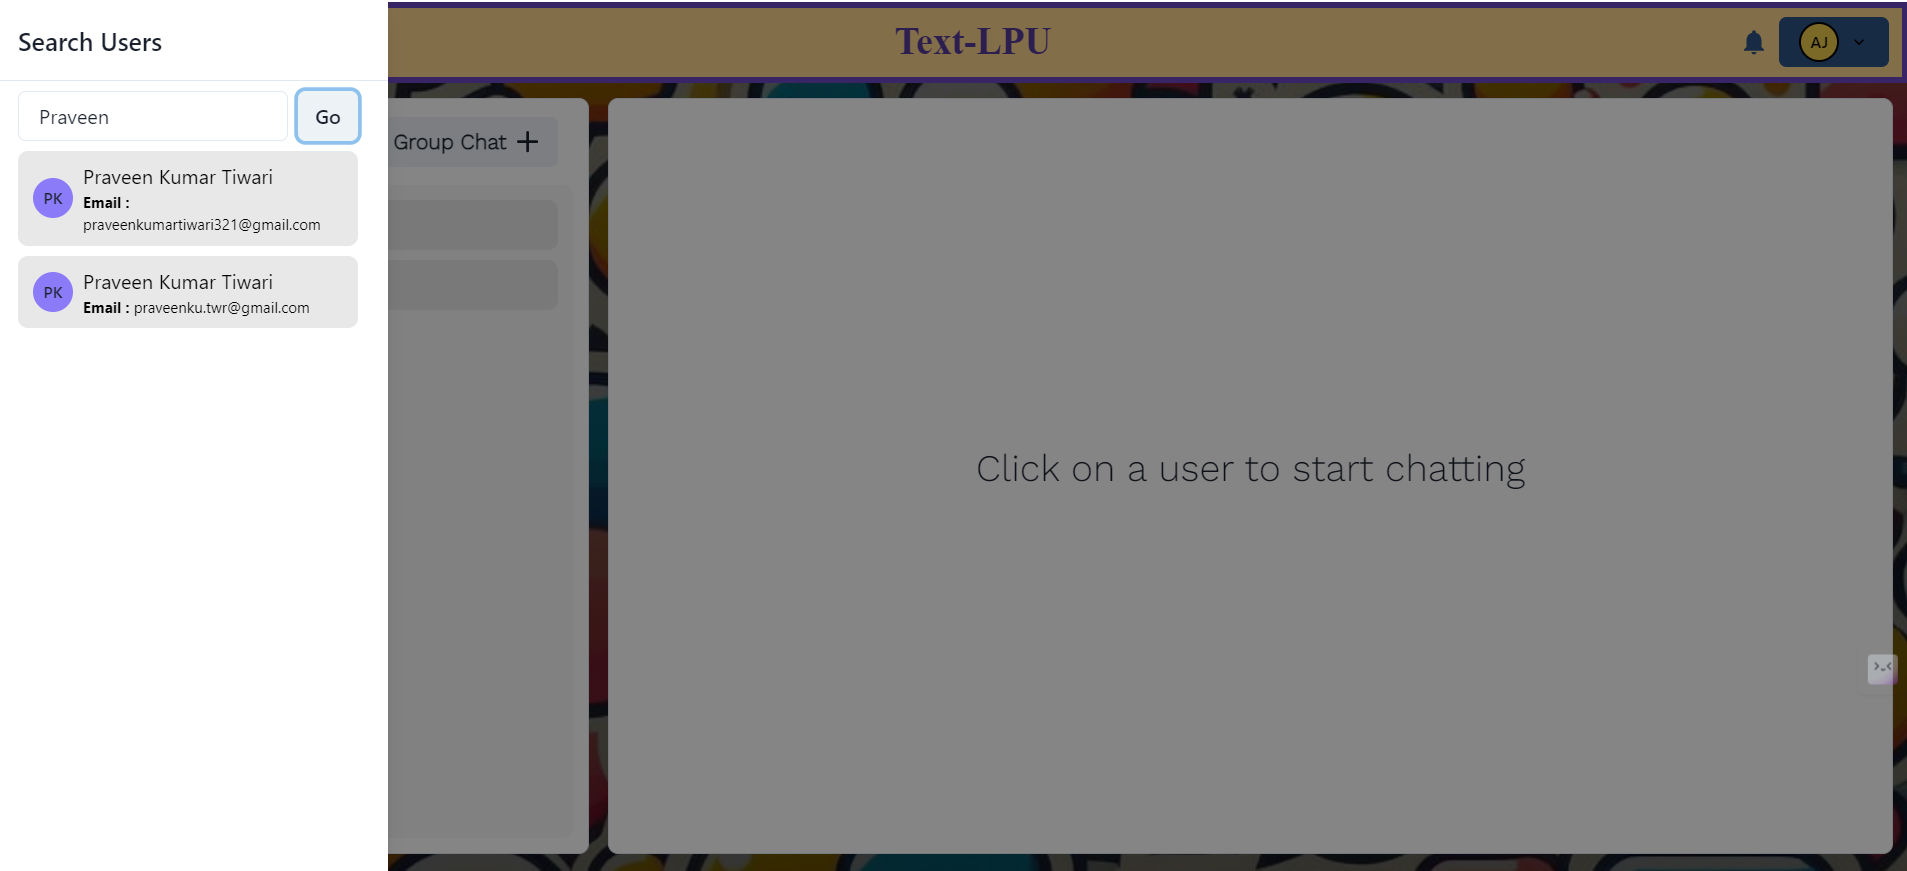 Search Users
Praveen
Go
Praveen Kumar Tiwari
PK
Email :
praveenkumartiwari321@gmail.com
Praveen Kumar Tiwari
PK
Email : praveenku.twr@gmail.com
Text-LPU
AJ
Group Chat
Click on a user to start chatting